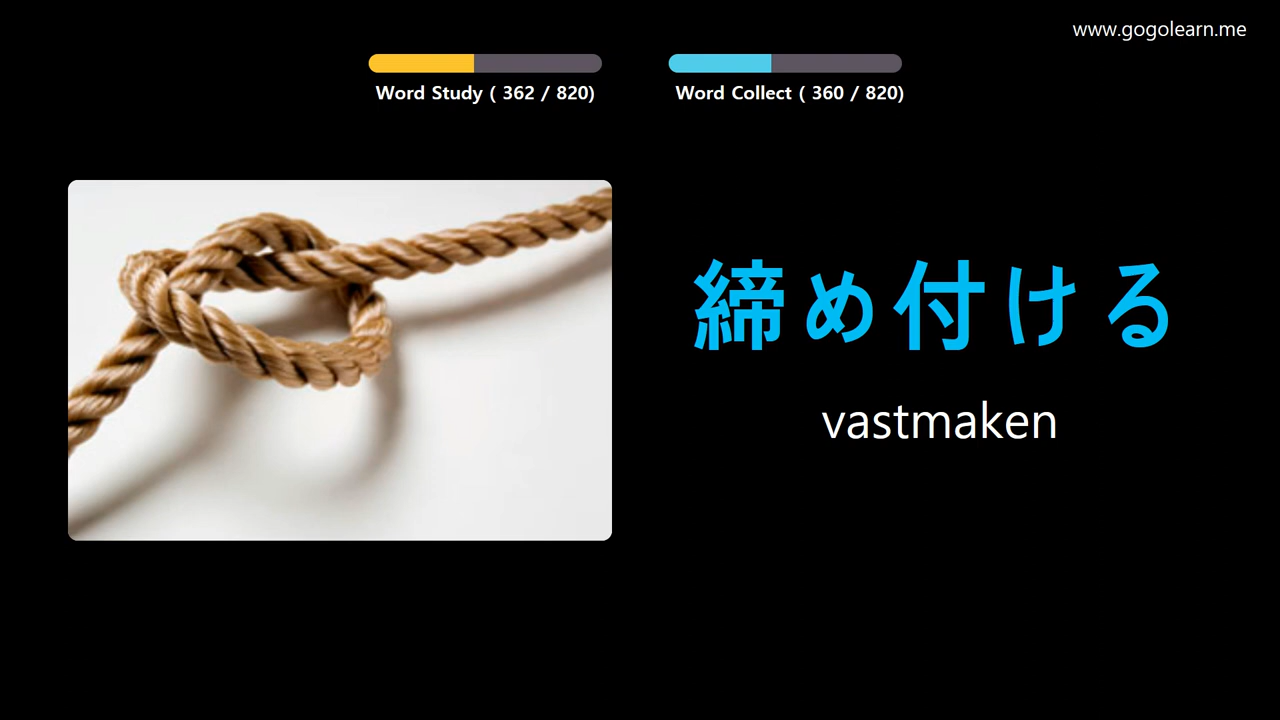 www.gogolearn.me
Word Study ( 362 / 820)
Word Collect ( 360 / 820)
締め付ける
vastmaken